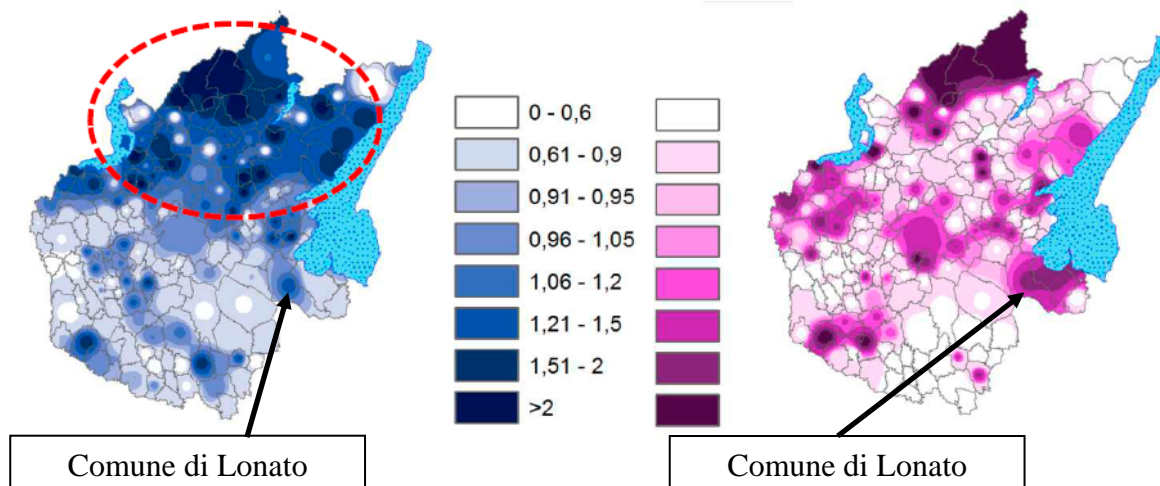 0 - 0,6
0,61 - 0,9
0,91 - 0,95
0,96 - 1,05
1,06 - 1,2
1,21 - 1,5
1,51 - 2
>2
Comune di Lonato
Comune di Lonato